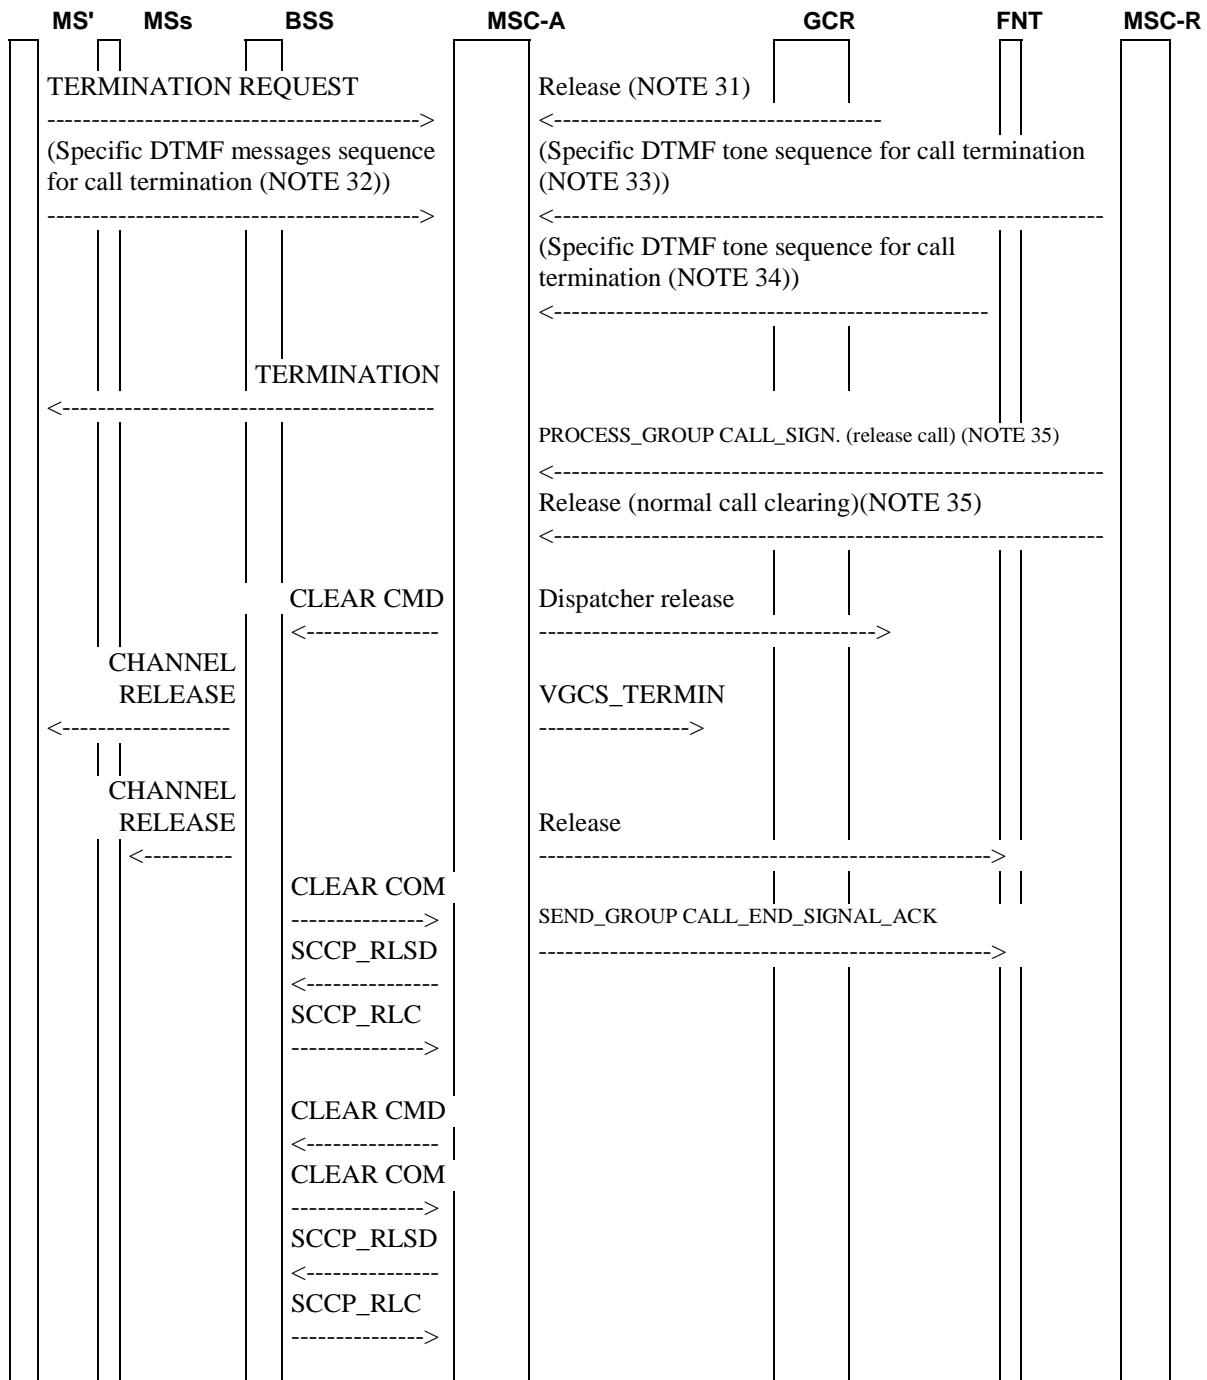 MS' MSs BSS MSC-A GCR FNT MSC-R
TERMINATION REQUEST Release (NOTE 31)
-----------------------------------------> <-------------------------------------
(Specific DTMF messages sequence (Specific DTMF tone sequence for call termination
for call termination (NOTE 32)) (NOTE 33))
-----------------------------------------> <--------------------------------------------------------------
(Specific DTMF tone sequence for call
termination (NOTE 34))
<-------------------------------------------------
TERMINATION
<------------------------------------------
PROCESS_GROUP CALL_SIGN. (release call) (NOTE 35)
<--------------------------------------------------------------
Release (normal call clearing)(NOTE 35)
<--------------------------------------------------------------
CLEAR CMD Dispatcher release
<--------------- -------------------------------------->
CHANNEL
RELEASE VGCS_TERMIN
<------------------- ----------------->
CHANNEL
RELEASE Release
<---------- --------------------------------------------------->
CLEAR COM
---------------> SEND_GROUP CALL_END_SIGNAL_ACK
SCCP_RLSD --------------------------------------------------->
<---------------
SCCP_RLC
--------------->
CLEAR CMD
<---------------
CLEAR COM
--------------->
SCCP_RLSD
<---------------
SCCP_RLC
--------------->